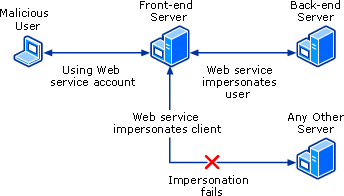 Malicious
User
Front-end
Server
Back-end
Server
Using Web
service account
Web service
impersonates
user
Web service
impersonates client
Any Other
Server
Impersonation
fails